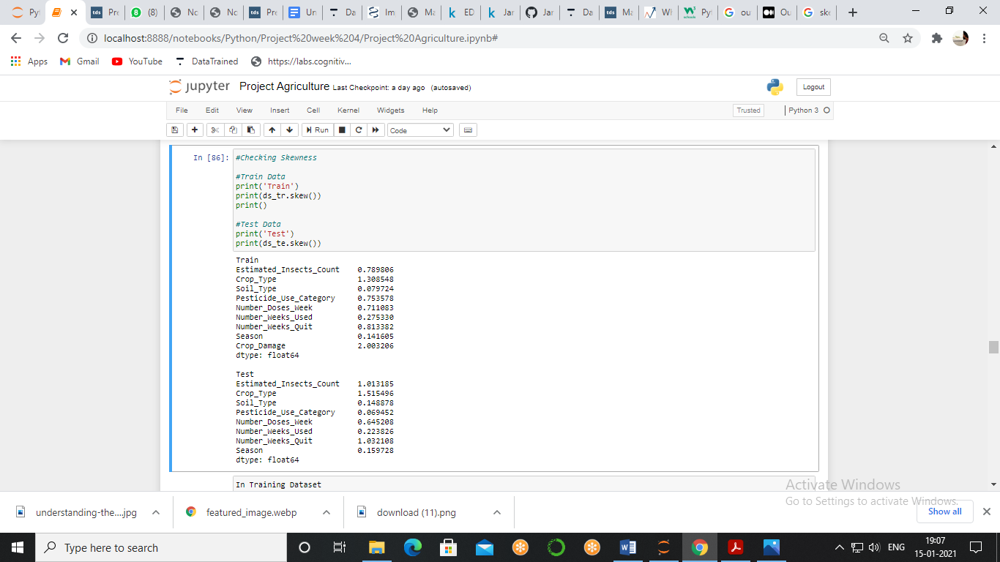 Py
Pre
(8)
Nc
Nc
Pre
Un
Da
Im
Ma
ED
Jar
Jar
Da
Ma
Wh
Py
ou
Ou
ske
localhost:8888/notebooks/Python/Project%20week%204/Project%20Agriculture.ipynb#
Apps Gmail YouTube DataTrained https://labs.cognitiv...
jupyter Project Agriculture Last Checkpoint: a day ago (autosaved) Logout
File Edit View Insert Cell Kernel Widgets Help Trusted Python 3
Run Code
In [86]: #Checking Skewness
#Train Data
print('Train')
print(ds_tr.skew())
print()
#Test Data
print('Test')
print(ds_te.skew())
Train
Estimated_Insects_Count 0.789806
Crop_Type 1.308548
Soil_Type 0.079724
Pesticide_Use_Category 0.753578
Number_Doses_Week 0.711083
Number_Weeks_Used 0.275330
Number_Weeks_Quit 0.813382
Season 0.141605
Crop_Damage 2.003206
dtype: float64
Test
Estimated_Insects_Count 1.013185
Crop_Type 1.515496
Soil_Type 0.148878
Pesticide_Use_Category 0.069452
Number_Doses_Week 0.645208
Number_Weeks_Used 0.223826
Number_Weeks_Quit 1.032108
Season 0.159728
dtype: float64
In Training Dataset
Activate Windows
Go to Settings to activate Windows.
understanding-the....jpg featured_image.webp download (11).png Show all
Type here to search ENG 19:07
15-01-2021